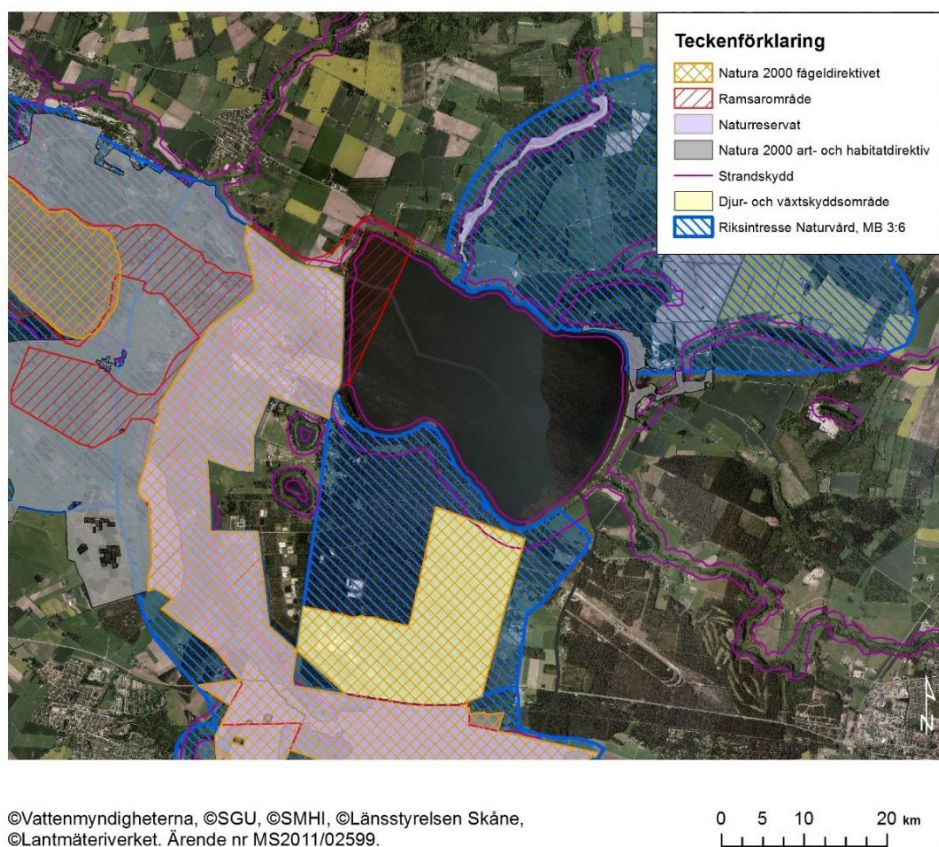 Teckenförklaring
Natura 2000 fågeldirektivet
Ramsarområde
Naturreservat
Natura 2000 art- och habitatdirektiv
Strandskydd
Djur- och växtskyddsområde
Riksintresse Naturvård, MB 3:6
N
©Vattenmyndigheterna, ©SGU, ©SMHI, ©Länsstyrelsen Skåne,
©Lantmäteriverket. Ärende nr MS2011/02599.
0 5 10 20 km